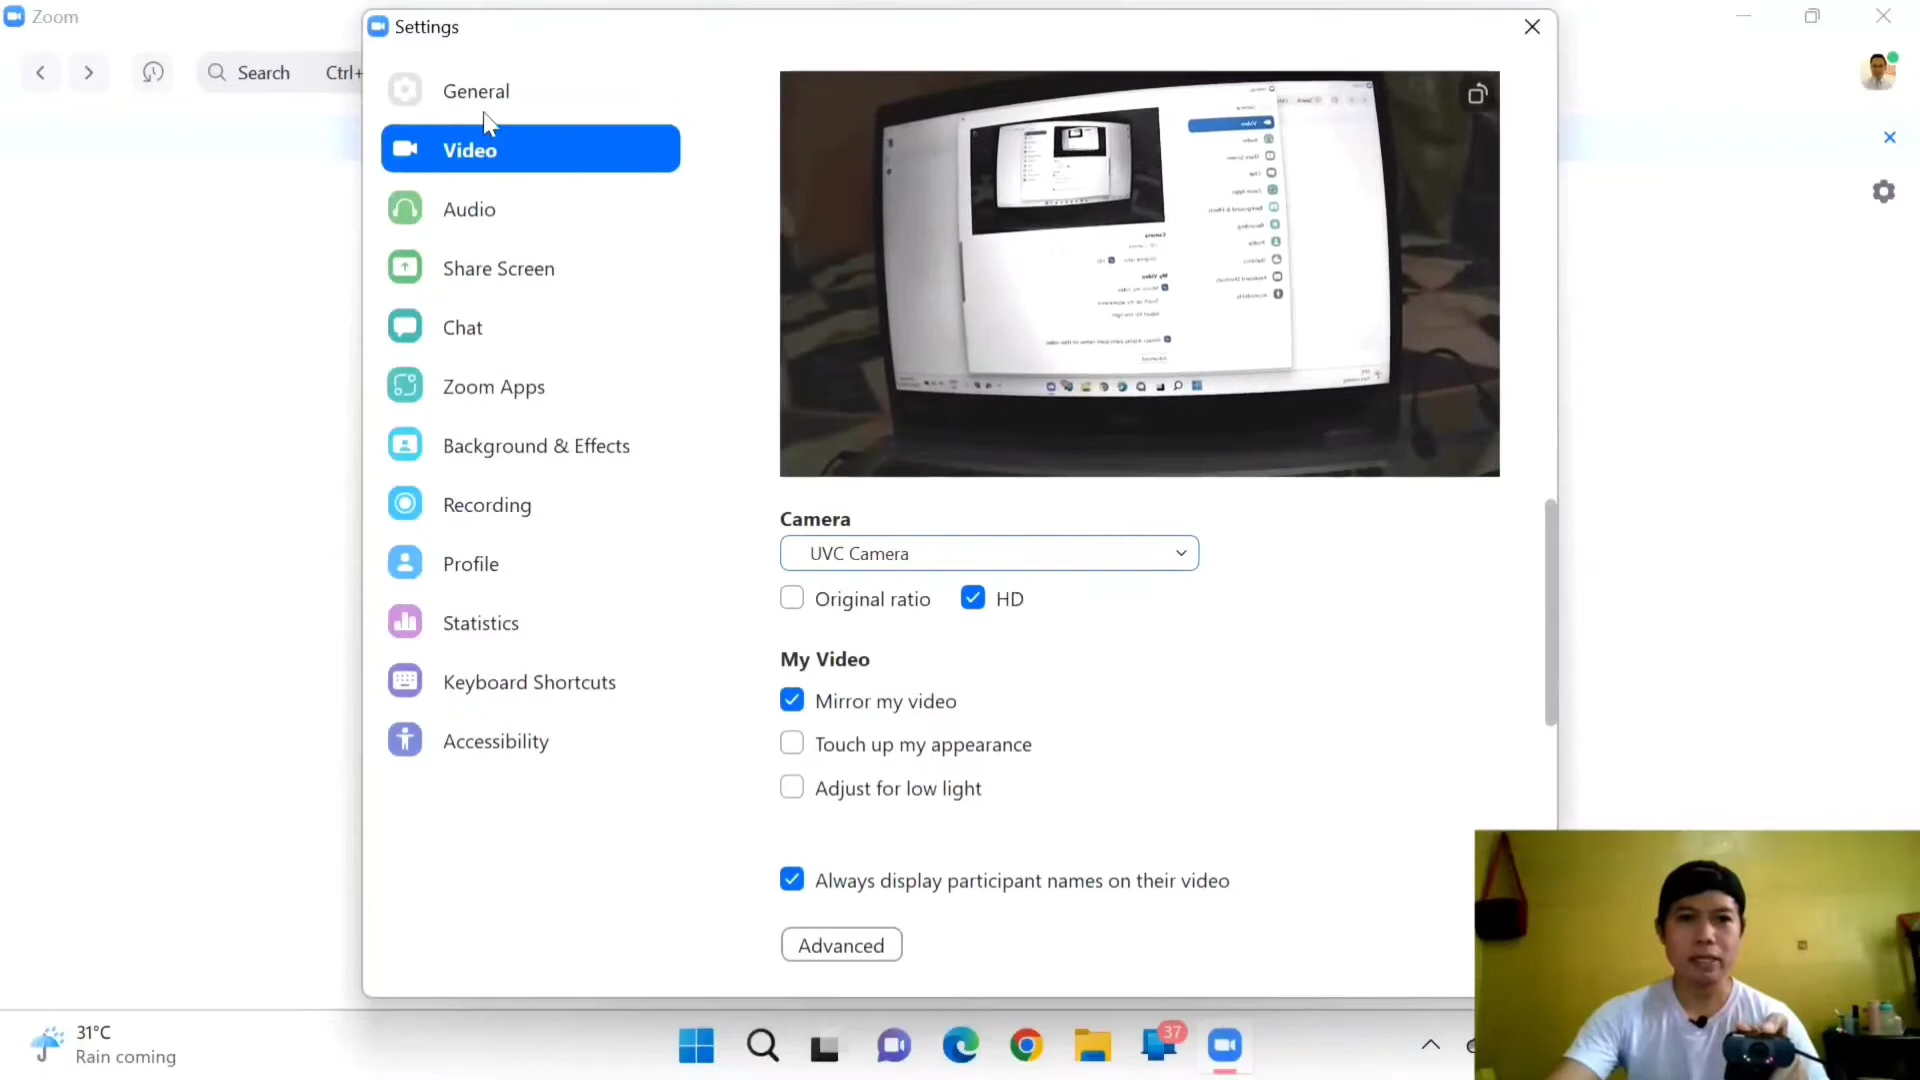 Zoom
Settings
Search Ctrl+
General
Video
Audio
Share Screen
Chat
Zoom Apps
Background & Effects
Recording
Profile
Statistics
Keyboard Shortcuts
Accessibility
Camera
UVC Camera
Original ratio HD
My Video
Mirror my video
Touch up my appearance
Adjust for low light
Always display participant names on their video
Advanced
31°C
Rain coming
37